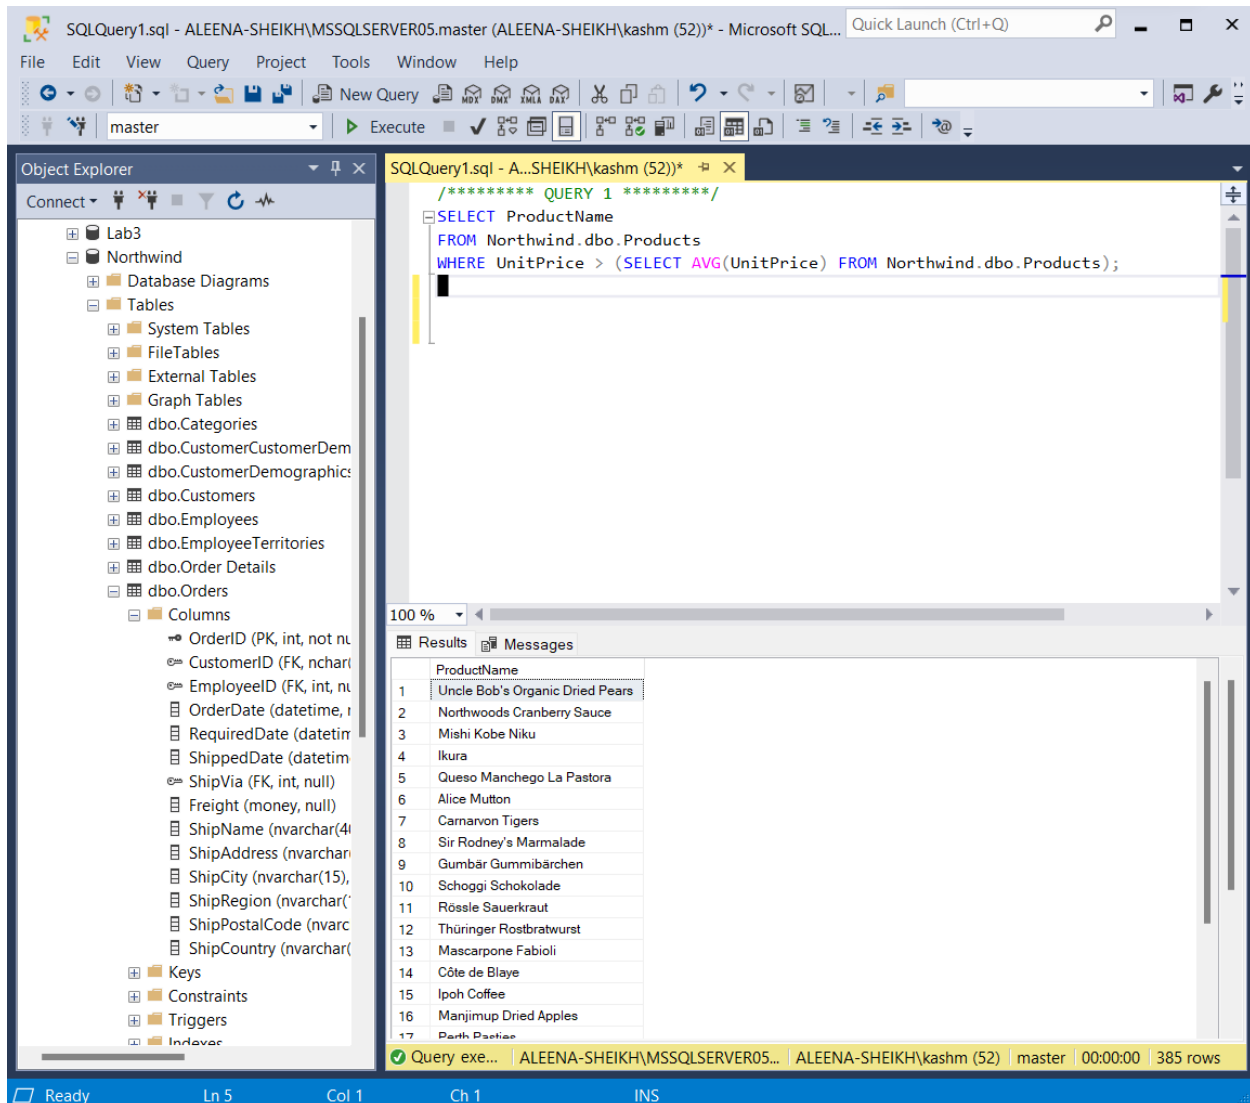 SQLQuery1.sql - ALEENA-SHEIKH\MSSQLSERVER05.master (ALEENA-SHEIKH\kashm (52))* - Microsoft SQL...
Quick Launch (Ctrl+Q)
File Edit View Query Project Tools Window Help
New Query MDX DMX XMLA DAX
master Execute
Object Explorer
Connect
Lab3
Northwind
Database Diagrams
Tables
System Tables
FileTables
External Tables
Graph Tables
dbo.Categories
dbo.CustomerCustomerDem
dbo.CustomerDemographics
dbo.Customers
dbo.Employees
dbo.EmployeeTerritories
dbo.Order Details
dbo.Orders
Columns
OrderID (PK, int, not nu
CustomerID (FK, nchar(
EmployeeID (FK, int, nu
OrderDate (datetime, r
RequiredDate (datetim
ShippedDate (datetim
ShipVia (FK, int, null)
Freight (money, null)
ShipName (nvarchar(4
ShipAddress (nvarchar
ShipCity (nvarchar(15),
ShipRegion (nvarchar(
ShipPostalCode (nvarc
ShipCountry (nvarchar(
Keys
Constraints
Triggers
Indexes
SQLQuery1.sql - A...SHEIKH\kashm (52))*
/********* QUERY 1 *********/
SELECT ProductName
FROM Northwind.dbo.Products
WHERE UnitPrice > (SELECT AVG(UnitPrice) FROM Northwind.dbo.Products);
100 %
Results Messages
ProductName
1 Uncle Bob's Organic Dried Pears
2 Northwoods Cranberry Sauce
3 Mishi Kobe Niku
4 Ikura
5 Queso Manchego La Pastora
6 Alice Mutton
7 Carnarvon Tigers
8 Sir Rodney's Marmalade
9 Gumbär Gummibärchen
10 Schoggi Schokolade
11 Rössle Sauerkraut
12 Thüringer Rostbratwurst
13 Mascarpone Fabioli
14 Côte de Blaye
15 Ipoh Coffee
16 Manjimup Dried Apples
17 Perth Pasties
Query exe... ALEENA-SHEIKH\MSSQLSERVER05... ALEENA-SHEIKH\kashm (52) master 00:00:00 385 rows
Ready Ln 5 Col 1 Ch 1 INS